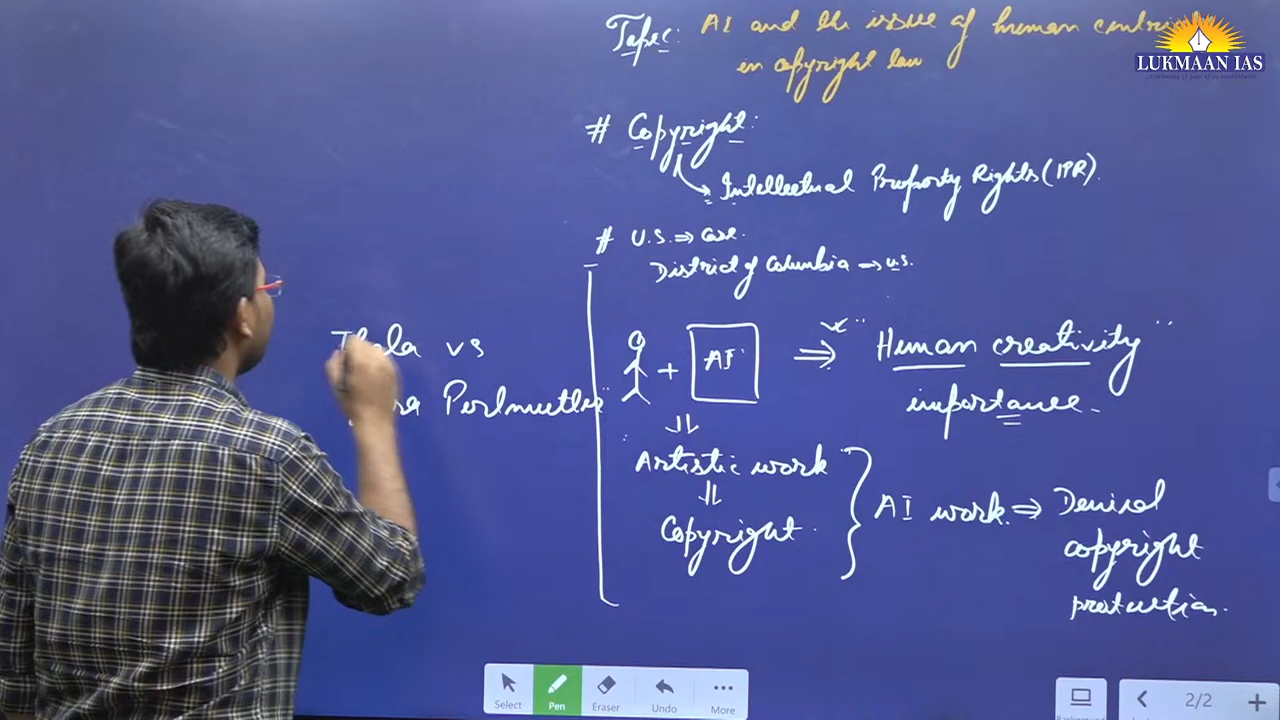 Topic: AI and the issue of human
in copyright law
LUKMAAN IAS
# Copyright:
Intellectual Property Rights (IPR).
# U.S. ⇒ Case.
District of Columbia → U.S.
vs
Perlmutter"
+ AI ⇒ "Human creativity"
importance.
Artistic work
Copyright.
AI work ⇒ Denial
copyright
protection.
Select
Pen
Eraser
Undo
More
2/2